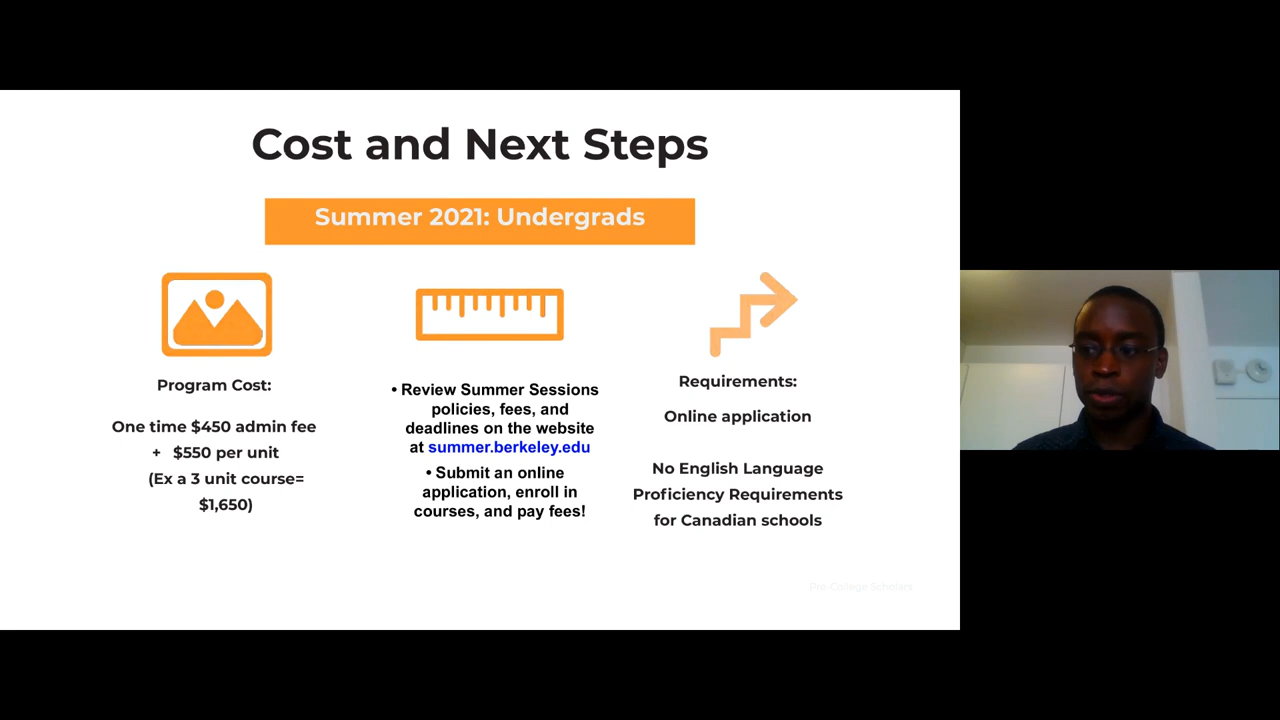 Cost and Next Steps
Summer 2021: Undergrads
Program Cost:
One time $450 admin fee
+ $550 per unit
(Ex a 3 unit course=
$1,650)
• Review Summer Sessions
policies, fees, and
deadlines on the website
at summer.berkeley.edu
• Submit an online
application, enroll in
courses, and pay fees!
Requirements:
Online application
No English Language
Proficiency Requirements
for Canadian schools
Pre-College Scholars